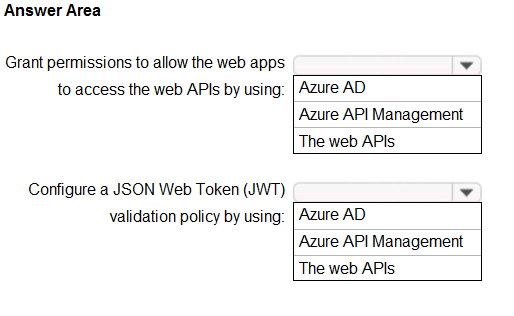 Answer Area
Grant permissions to allow the web apps
to access the web APIs by using:
Azure AD
Azure API Management
The web APIs
Configure a JSON Web Token (JWT)
validation policy by using:
Azure AD
Azure API Management
The web APIs